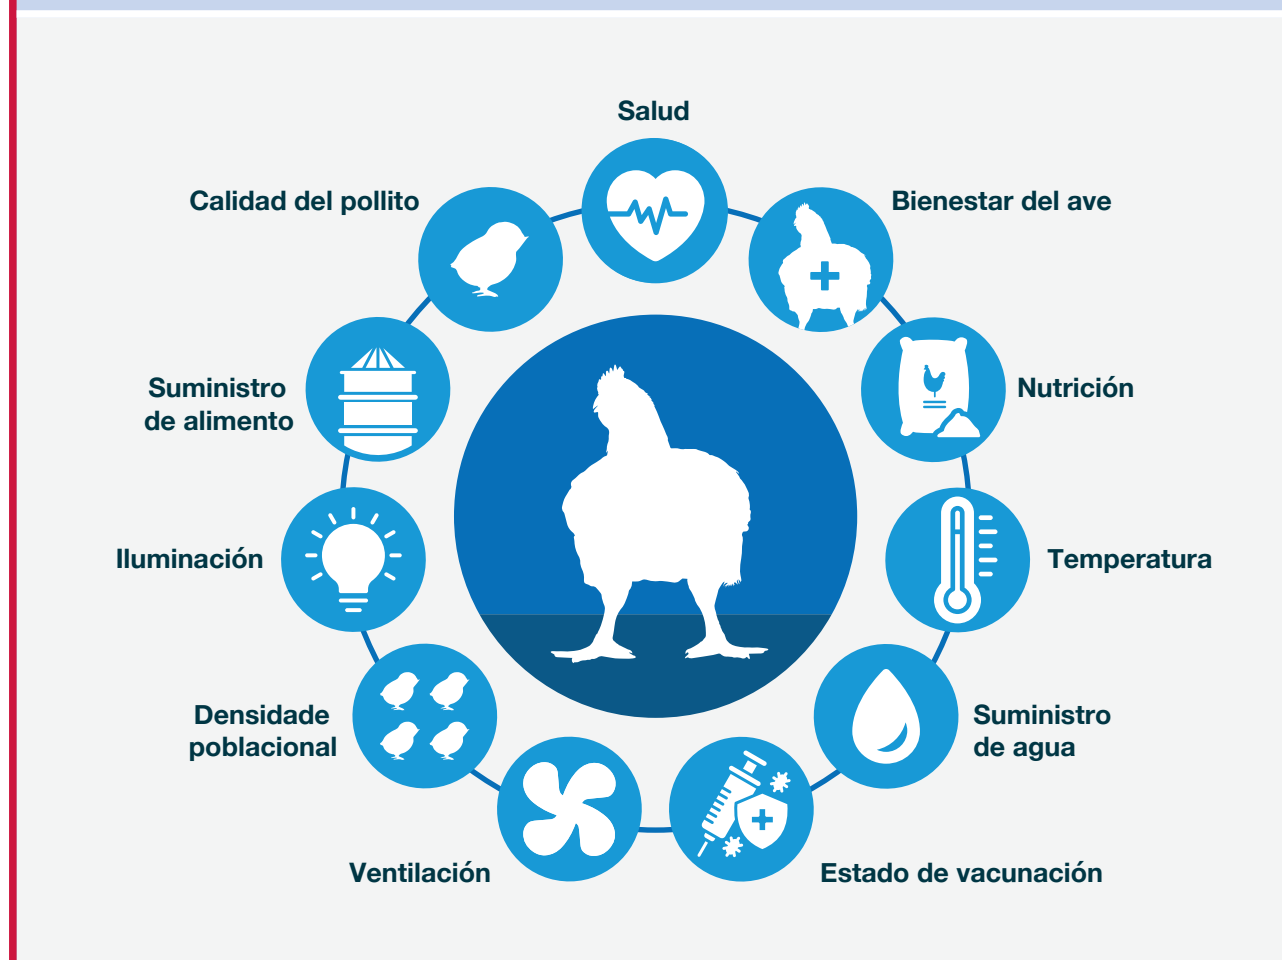 Salud
Calidad del pollito
Bienestar del ave
Suministro
de alimento
Nutrición
Iluminación
Temperatura
Densidade
poblacional
Suministro
de agua
Ventilación
Estado de vacunación